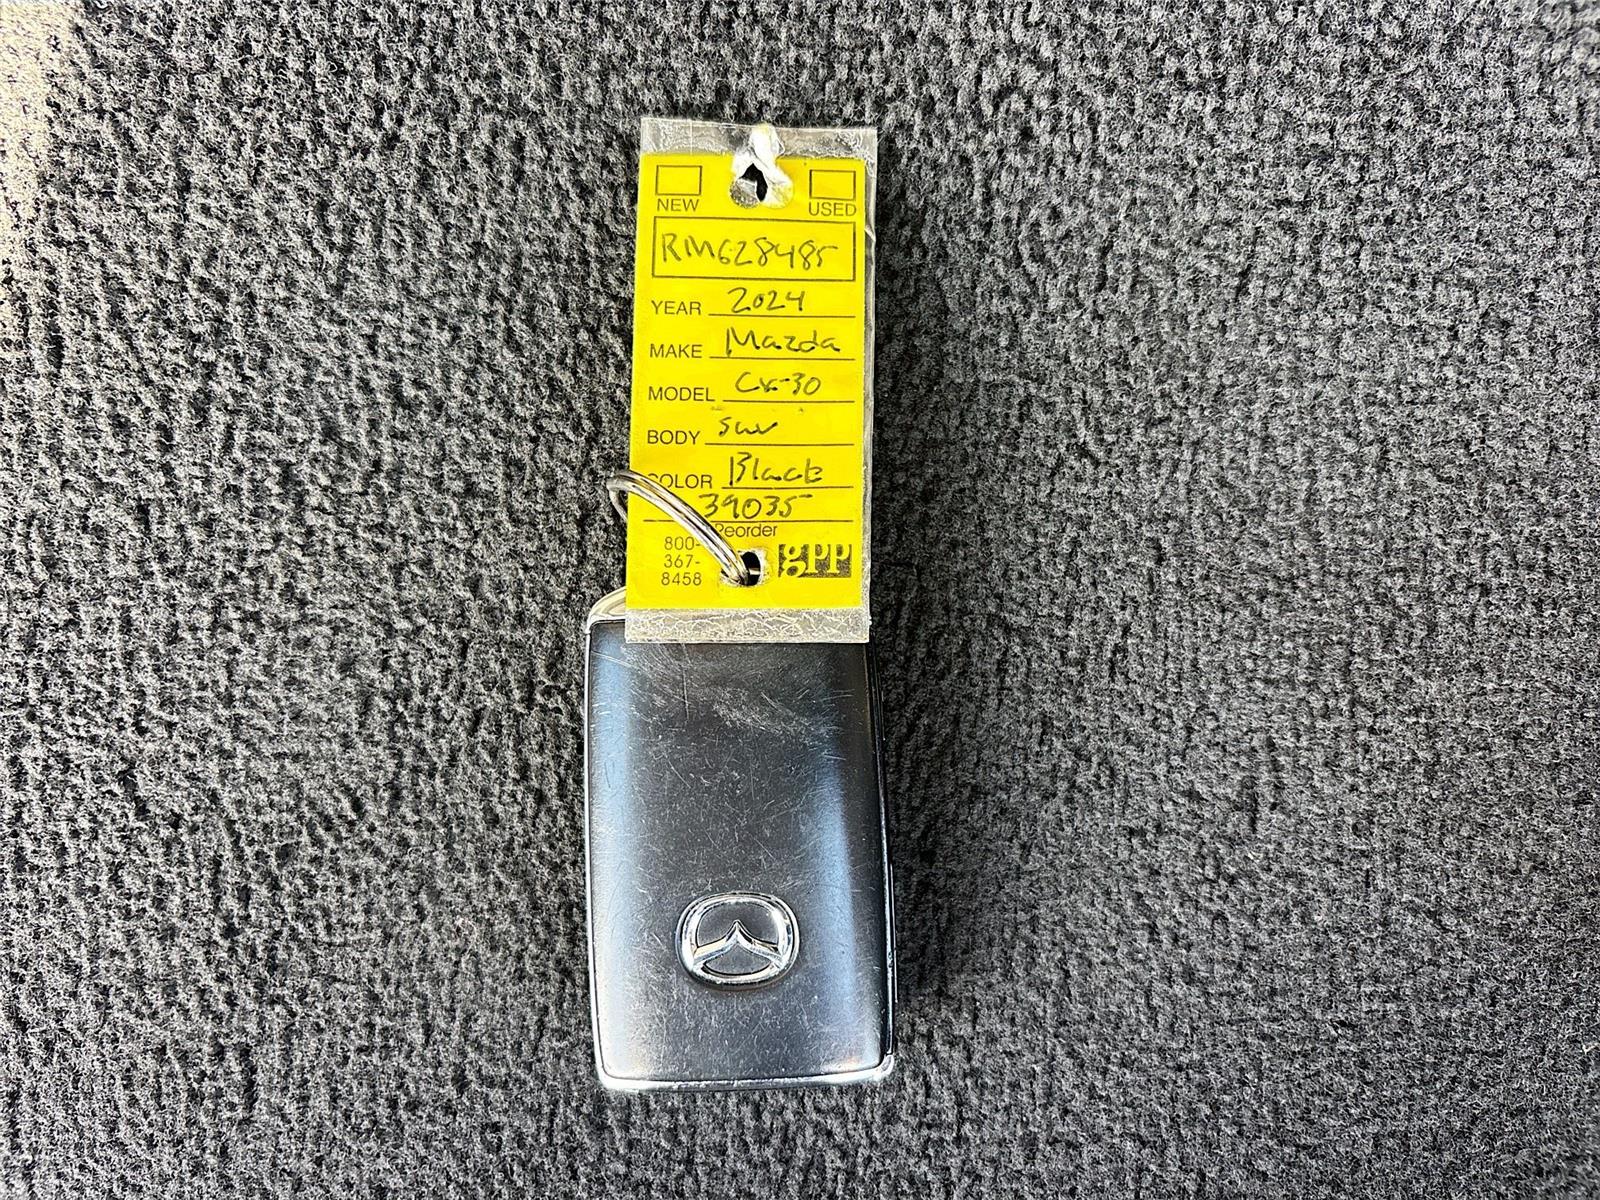 NEW USED
RM628485
YEAR 2024
MAKE Mazda
MODEL Cx-30
BODY suv
COLOR Black
39035
Reorder
800-
367-
8458
gpp